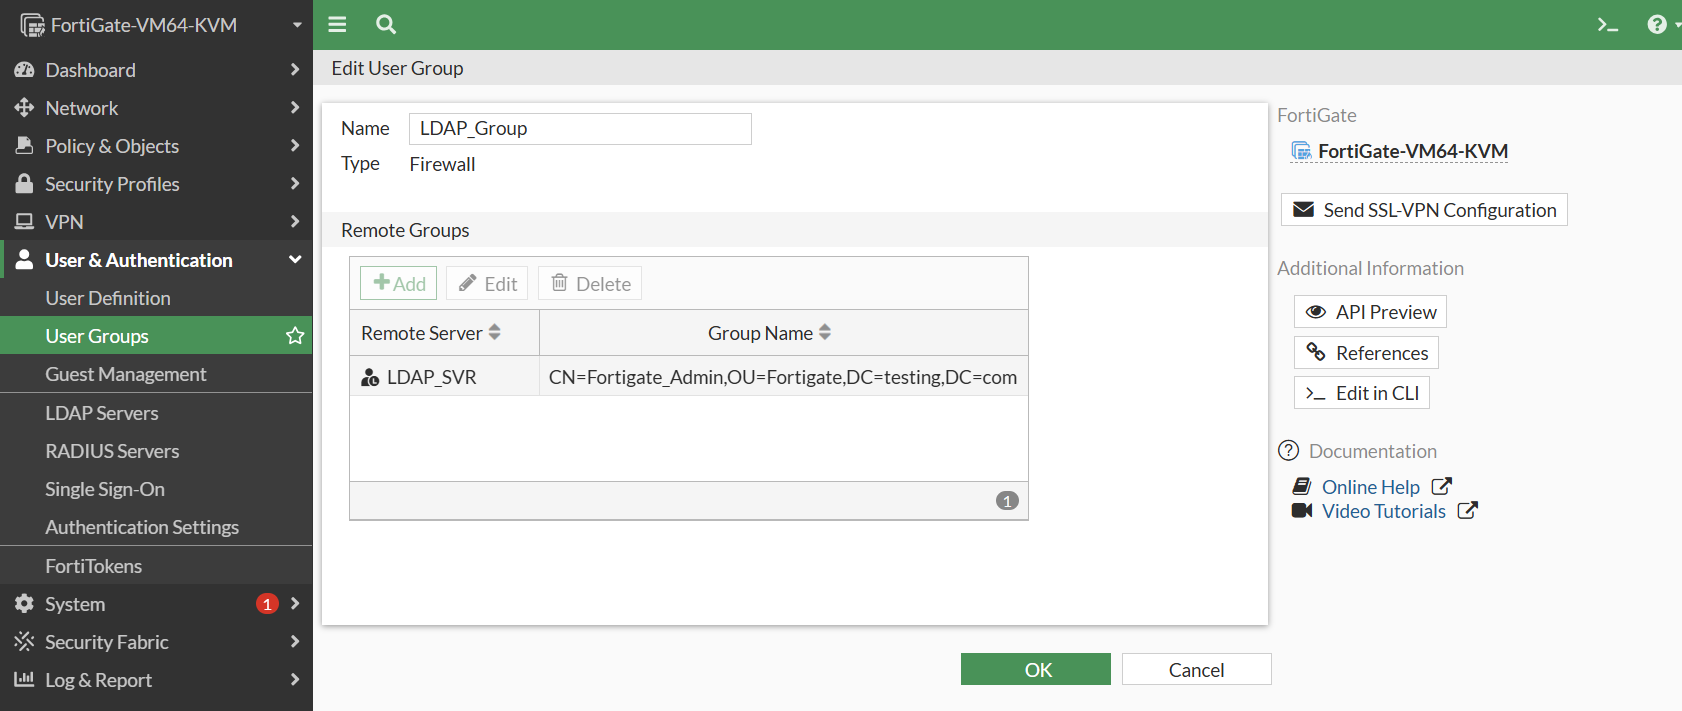 FortiGate-VM64-KVM
Dashboard
Network
Policy & Objects
Security Profiles
VPN
User & Authentication
User Definition
User Groups
Guest Management
LDAP Servers
RADIUS Servers
Single Sign-On
Authentication Settings
FortiTokens
System 1
Security Fabric
Log & Report
Edit User Group
Name LDAP_Group
Type Firewall
Remote Groups
Add Edit Delete
Remote Server Group Name
LDAP_SVR CN=Fortigate_Admin,OU=Fortigate,DC=testing,DC=com
1
OK Cancel
FortiGate
FortiGate-VM64-KVM
Send SSL-VPN Configuration
Additional Information
API Preview
References
>_ Edit in CLI
Documentation
Online Help
Video Tutorials